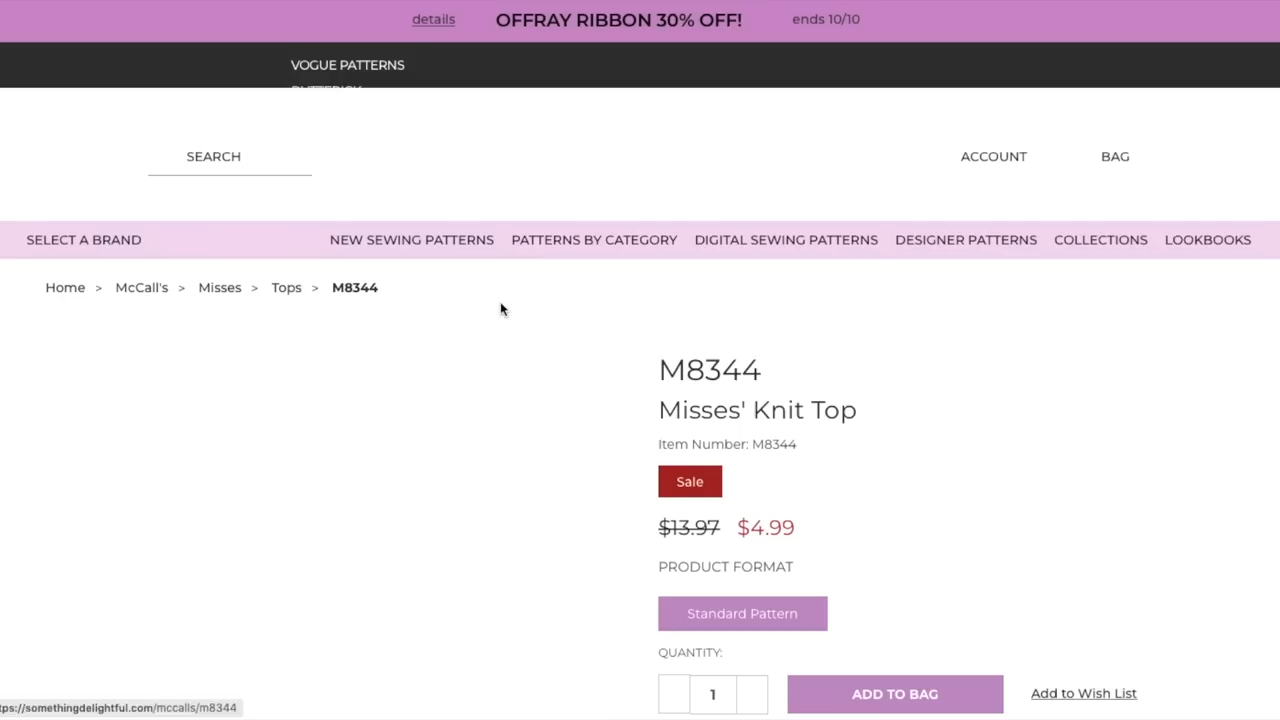 details OFFRAY RIBBON 30% OFF! ends 10/10
VOGUE PATTERNS
SEARCH
ACCOUNT BAG
SELECT A BRAND NEW SEWING PATTERNS PATTERNS BY CATEGORY DIGITAL SEWING PATTERNS DESIGNER PATTERNS COLLECTIONS LOOKBOOKS
Home > McCall's > Misses > Tops > M8344
M8344
Misses' Knit Top
Item Number: M8344
Sale
$13.97 $4.99
PRODUCT FORMAT
Standard Pattern
QUANTITY:
1 ADD TO BAG Add to Wish List
tps://somethingdelightful.com/mccalls/m8344